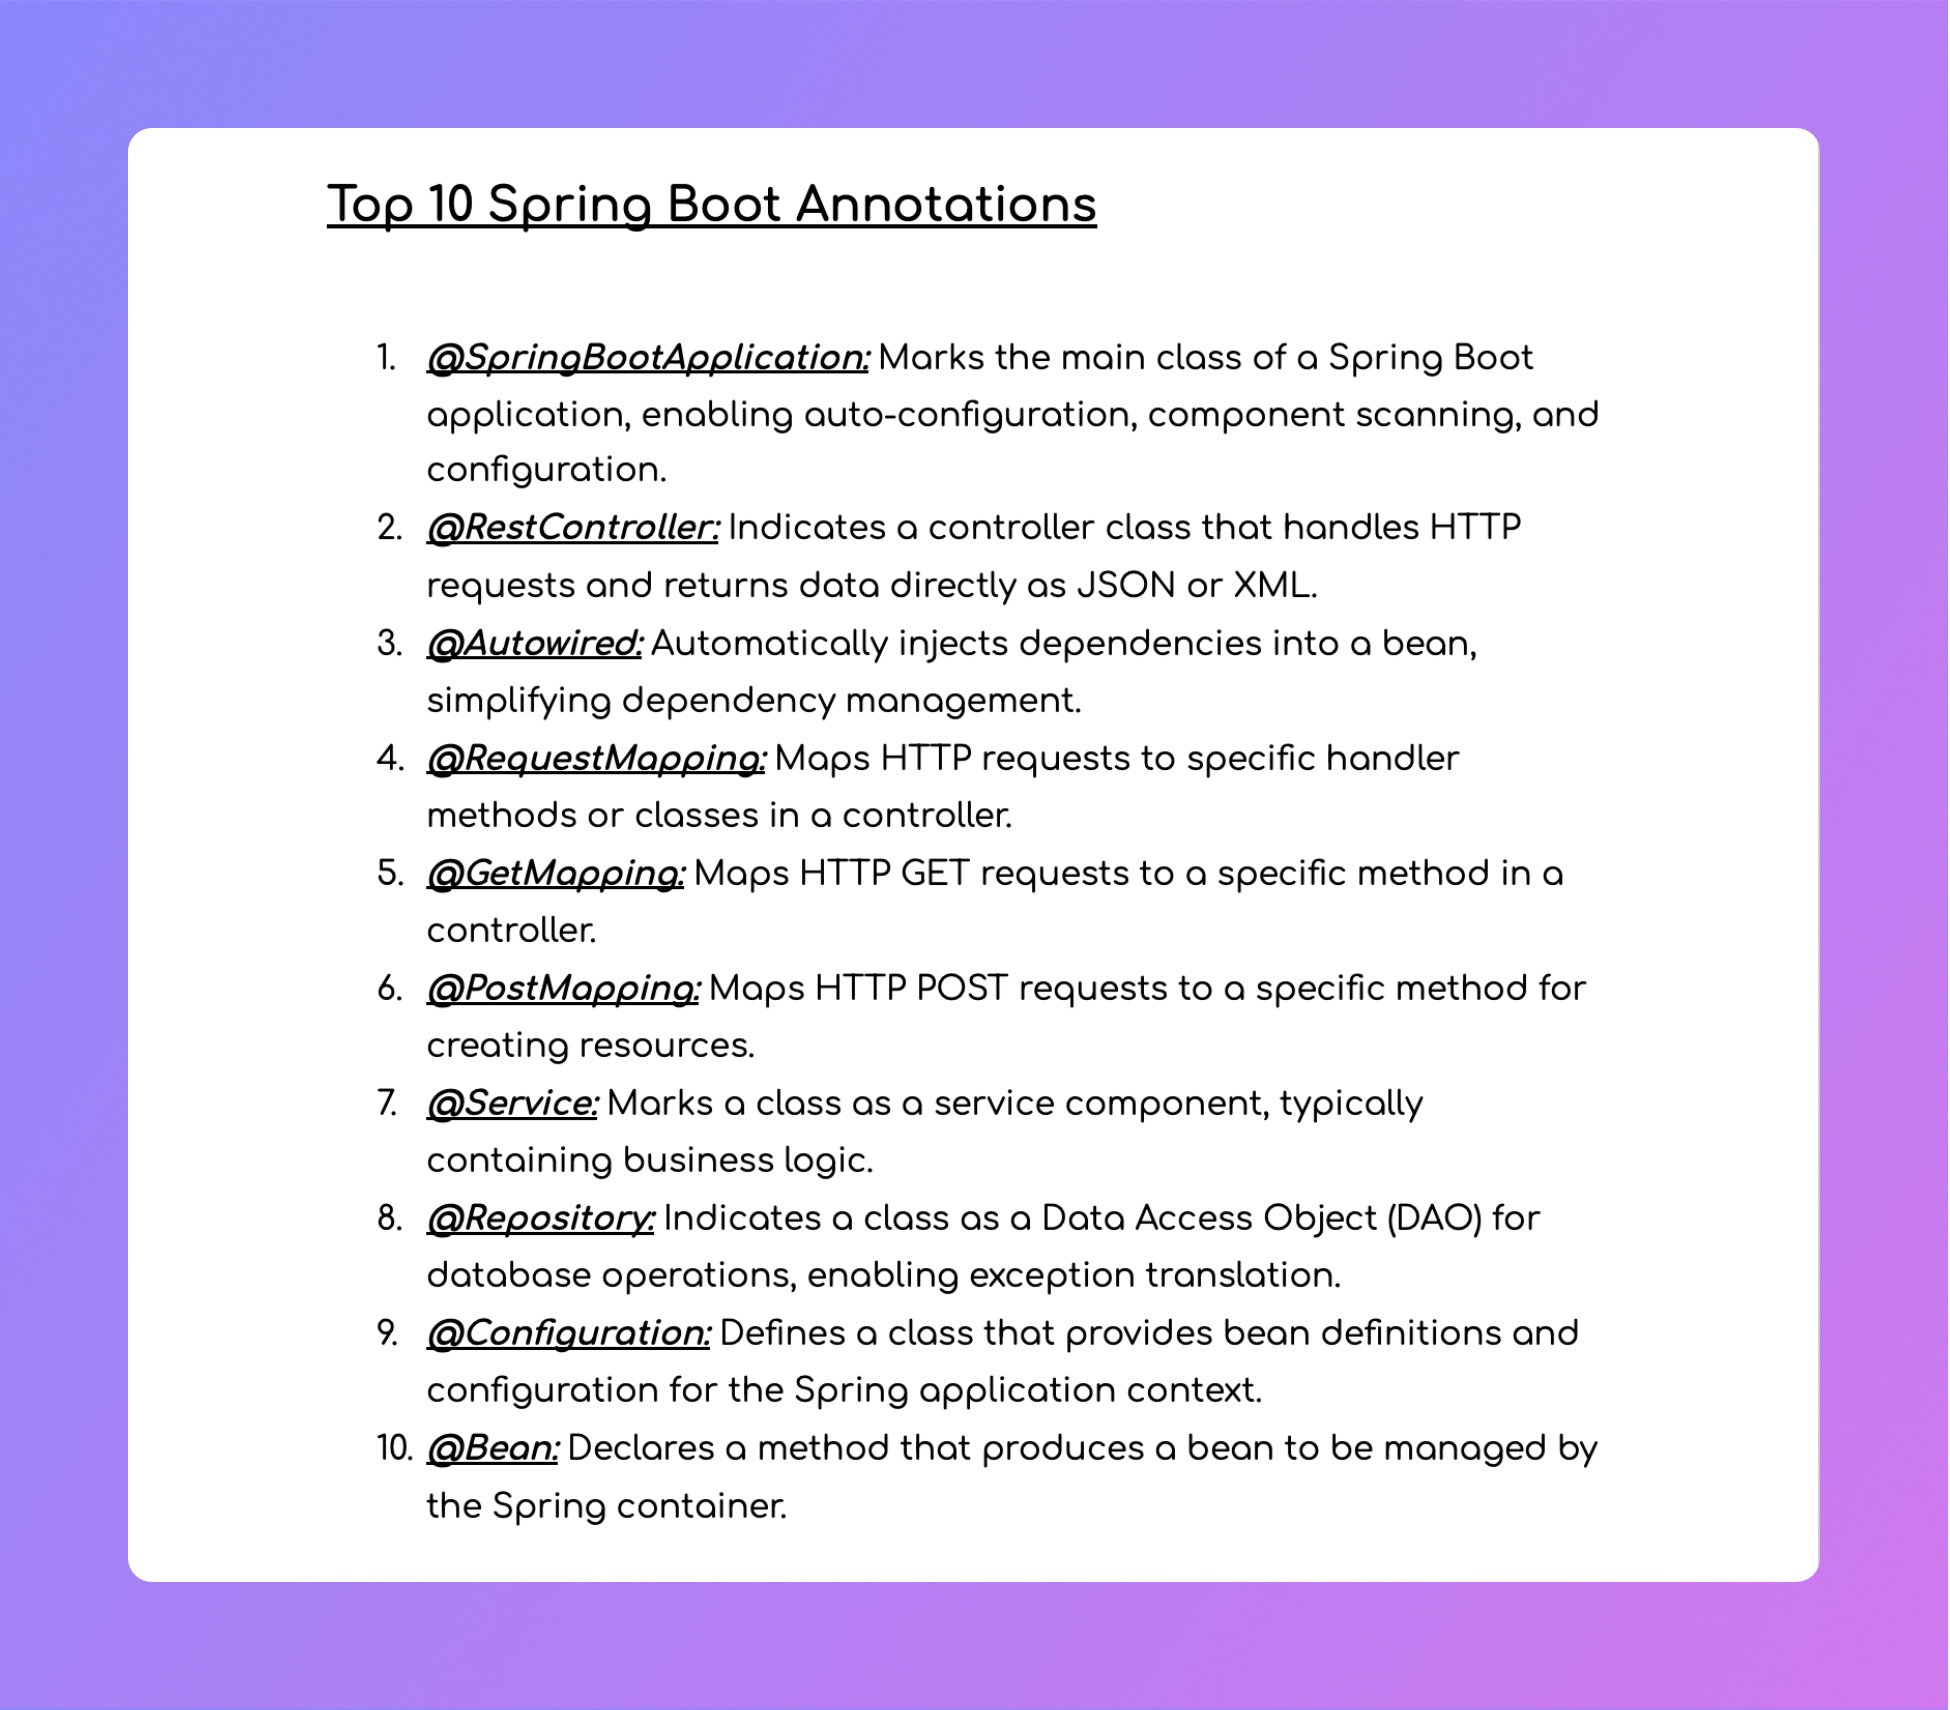 Top 10 Spring Boot Annotations
1. @SpringBootApplication: Marks the main class of a Spring Boot
application, enabling auto-configuration, component scanning, and
configuration.
2. @RestController: Indicates a controller class that handles HTTP
requests and returns data directly as JSON or XML.
3. @Autowired: Automatically injects dependencies into a bean,
simplifying dependency management.
4. @RequestMapping: Maps HTTP requests to specific handler
methods or classes in a controller.
5. @GetMapping: Maps HTTP GET requests to a specific method in a
controller.
6. @PostMapping: Maps HTTP POST requests to a specific method for
creating resources.
7. @Service: Marks a class as a service component, typically
containing business logic.
8. @Repository: Indicates a class as a Data Access Object (DAO) for
database operations, enabling exception translation.
9. @Configuration: Defines a class that provides bean definitions and
configuration for the Spring application context.
10. @Bean: Declares a method that produces a bean to be managed by
the Spring container.